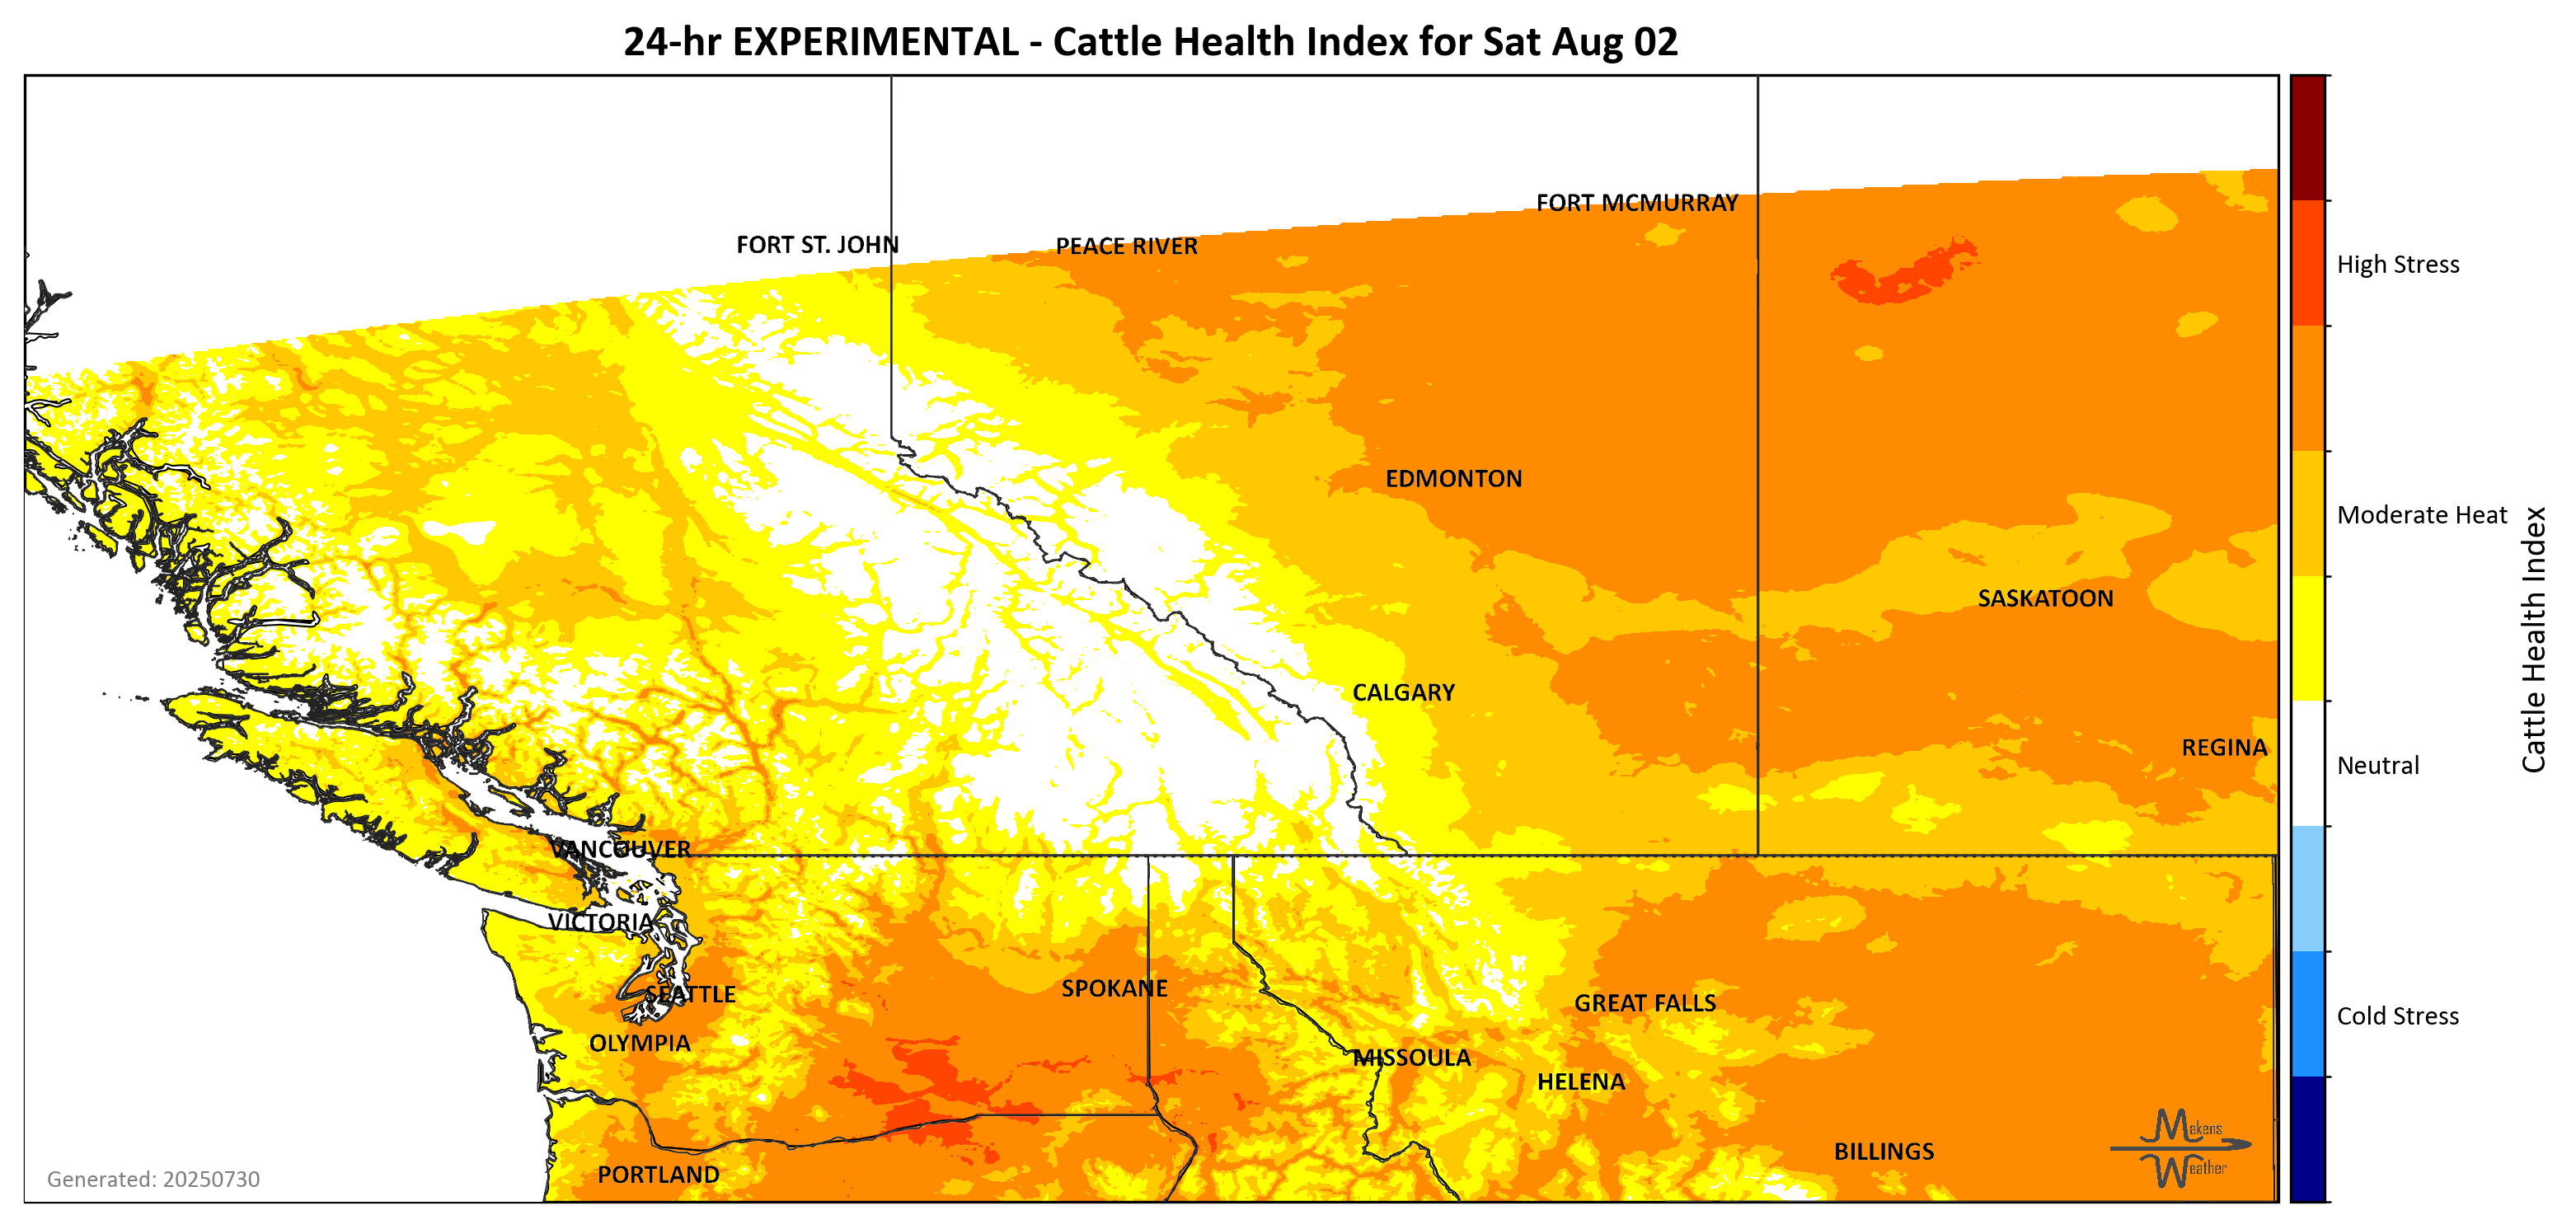 24-hr EXPERIMENTAL - Cattle Health Index for Sat Aug 02
FORT MCMURRAY
FORT ST. JOHN
PEACE RIVER
High Stress
EDMONTON
Moderate Heat
SASKATOON
CALGARY
REGINA
Neutral
Cattle Health Index
VANCOUVER
VICTORIA
SPOKANE
SEATTLE
GREAT FALLS
Cold Stress
OLYMPIA
MISSOULA
HELENA
Makens
BILLINGS
Weather
PORTLAND
Generated: 20250730